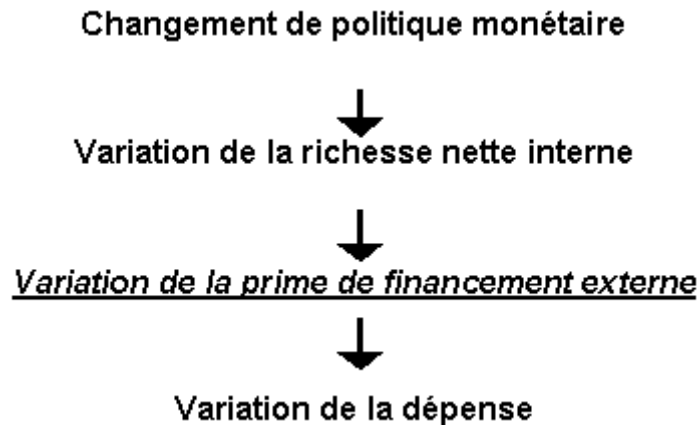 Changement de politique monétaire
Variation de la richesse nette interne
Variation de la prime de financement externe
Variation de la dépense